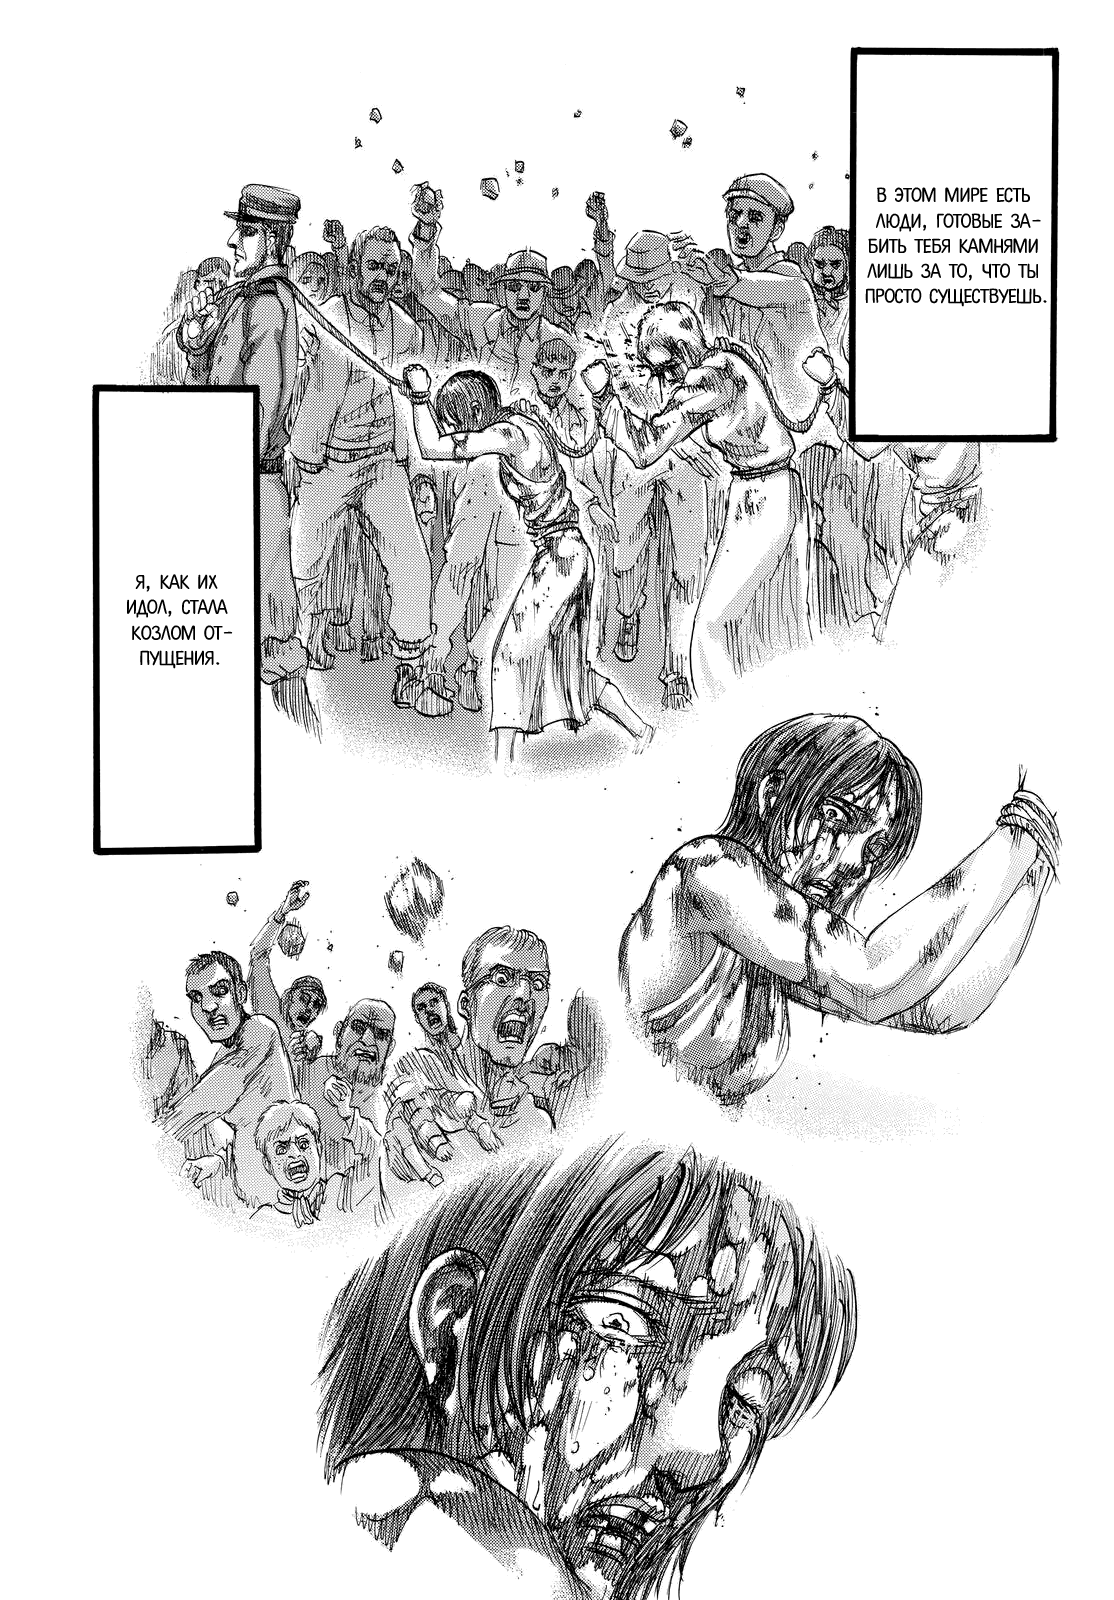 В ЭТОМ МИРЕ ЕСТЬ
ЛЮДИ, ГОТОВЫЕ ЗА-
БИТЬ ТЕБЯ КАМНЯМИ
ЛИШЬ ЗА ТО, ЧТО ТЫ
ПРОСТО СУЩЕСТВУЕШЬ.
Я, КАК ИХ
ИДОЛ, СТАЛА
КОЗЛОМ ОТ-
ПУЩЕНИЯ.